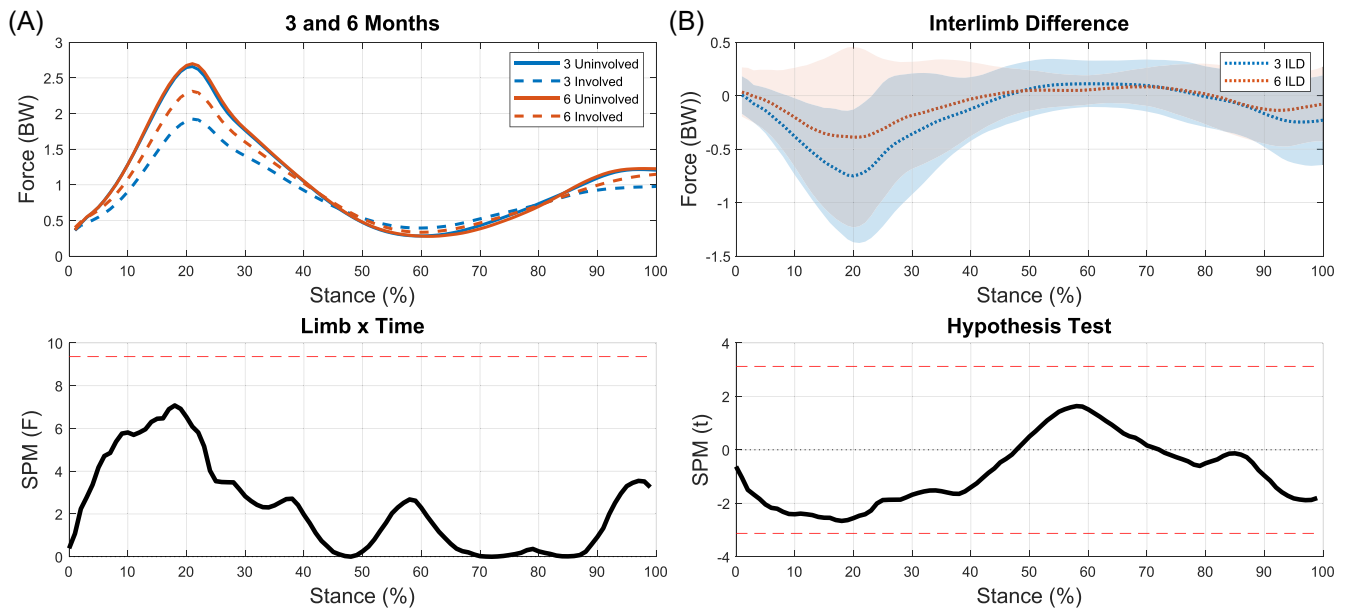 (A)
3 and 6 Months
Force (BW)
3
2.5
2
1.5
1
0.5
0
3 Uninvolved
3 Involved
6 Uninvolved
6 Involved
0 10 20 30 40 50 60 70 80 90 100
Stance (%)
(B)
Interlimb Difference
Force (BW))
0.5
0
-0.5
-1
-1.5
3 ILD
6 ILD
0 10 20 30 40 50 60 70 80 90 100
Stance (%)
Limb x Time
SPM (F)
10
8
6
4
2
0
0 10 20 30 40 50 60 70 80 90 100
Stance (%)
Hypothesis Test
SPM (t)
4
2
0
-2
-4
0 10 20 30 40 50 60 70 80 90 100
Stance (%)